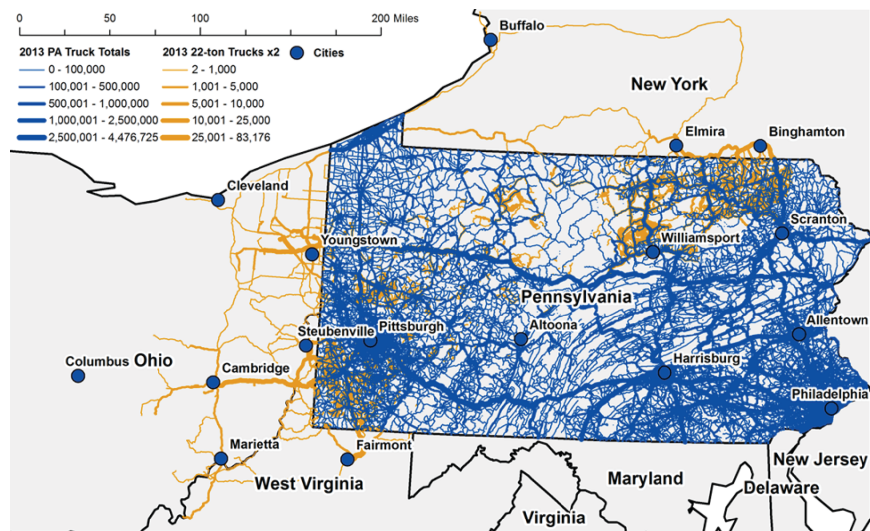 0 50 100 200 Miles
2013 PA Truck Totals
0 - 100,000
100,001 - 500,000
500,001 - 1,000,000
1,000,001 - 2,500,000
2,500,001 - 4,476,725
2013 22-ton Trucks x2
2 - 1,000
1,001 - 5,000
5,001 - 10,000
10,001 - 25,000
25,001 - 83,176
Cities
Buffalo
New York
Elmira
Binghamton
Cleveland
Youngstown
Scranton
Williamsport
Pennsylvania
Steubenville
Pittsburgh
Altoona
Allentown
Columbus
Ohio
Cambridge
Harrisburg
Philadelphia
Marietta
Fairmont
West Virginia
Maryland
New Jersey
Delaware
Virginia